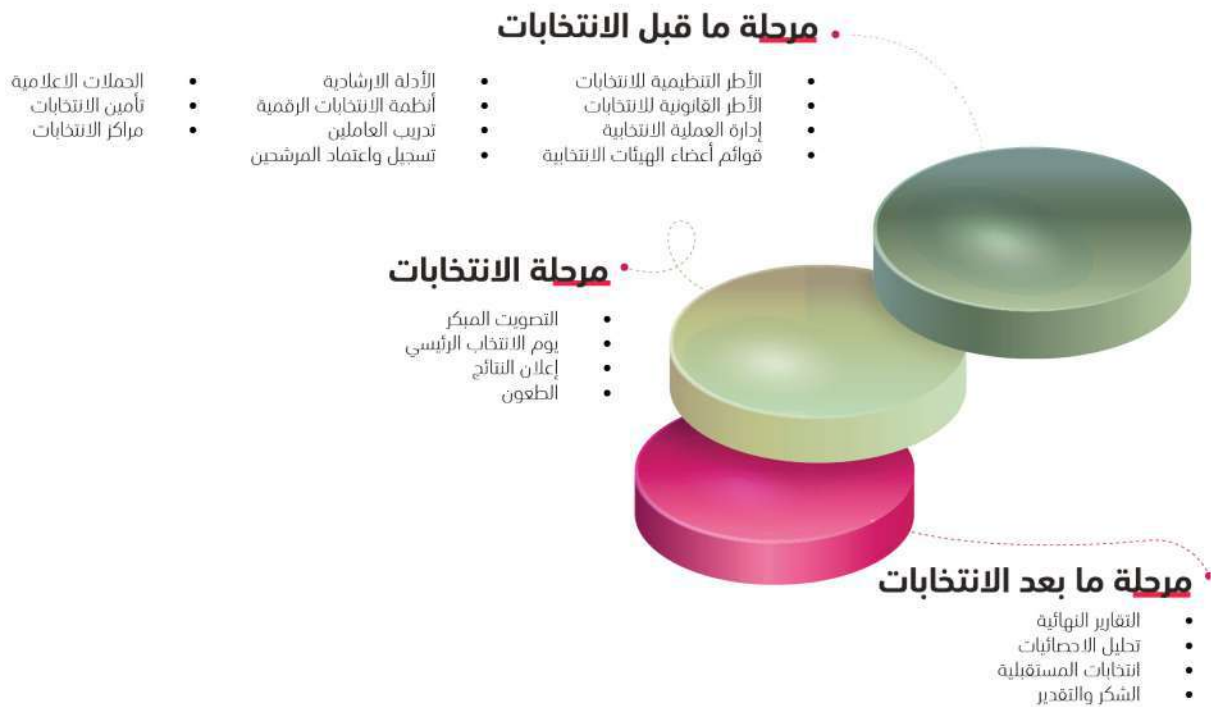 مرحلة ما قبل الانتخابات
• الأطر التنظيمية للانتخابات
• الأطر القانونية للانتخابات
• إدارة العملية الانتخابية
• قوائم أعضاء الهيئات الانتخابية
• الأدلة الارشادية
• أنظمة الانتخابات الرقمية
• تدريب العاملين
• تسجيل واعتماد المرشحين
• الحملات الاعلامية
• تأمين الانتخابات
• مراكز الانتخابات
مرحلة الانتخابات
• التصويت المبكر
• يوم الانتخاب الرئيسي
• إعلان النتائج
• الطعون
مرحلة ما بعد الانتخابات
• التقارير النهائية
• تحليل الاحصائيات
• انتخابات المستقبلية
• الشكر والتقدير